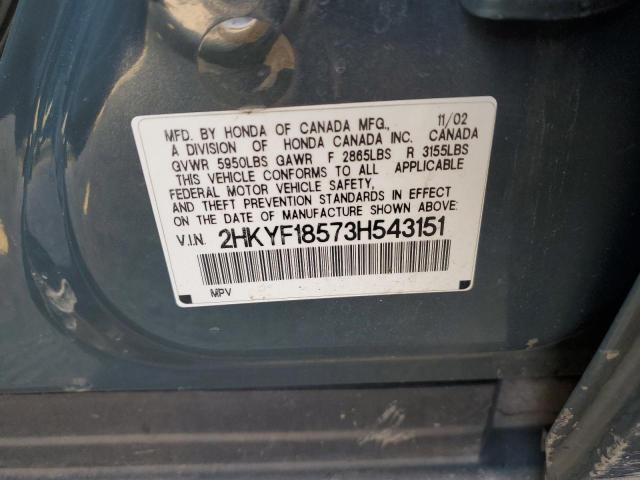 11/02
MFD. BY HONDA OF CANADA MFG.,
A DIVISION OF HONDA CANADA INC. CANADA
GVWR 5950LBS GAWR F 2865LBS R 3155LBS
THIS VEHICLE CONFORMS TO ALL APPLICABLE
FEDERAL MOTOR VEHICLE SAFETY,
AND THEFT PREVENTION STANDARDS IN EFFECT
ON THE DATE OF MANUFACTURE SHOWN ABOVE:
V.I.N. 2HKYF18573H543151
MPV